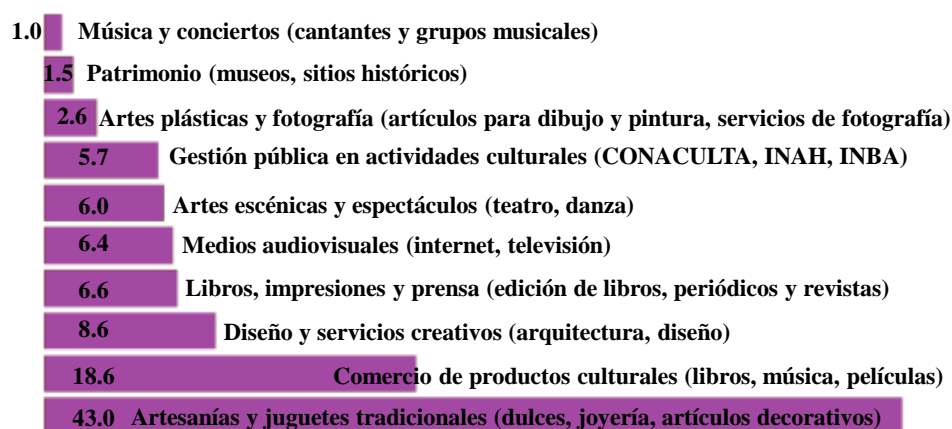 1.0 Música y conciertos (cantantes y grupos musicales)
1.5 Patrimonio (museos, sitios históricos)
2.6 Artes plásticas y fotografía (artículos para dibujo y pintura, servicios de fotografía)
5.7 Gestión pública en actividades culturales (CONACULTA, INAH, INBA)
6.0 Artes escénicas y espectáculos (teatro, danza)
6.4 Medios audiovisuales (internet, televisión)
6.6 Libros, impresiones y prensa (edición de libros, periódicos y revistas)
8.6 Diseño y servicios creativos (arquitectura, diseño)
18.6 Comercio de productos culturales (libros, música, películas)
43.0 Artesanías y juguetes tradicionales (dulces, joyería, artículos decorativos)